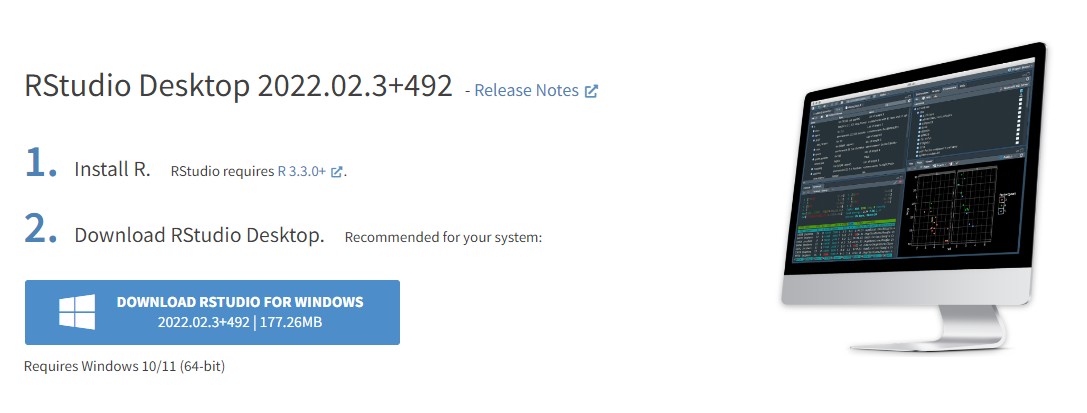 RStudio Desktop 2022.02.3+492 - Release Notes
1. Install R. RStudio requires R 3.3.0+.
2. Download RStudio Desktop. Recommended for your system:
DOWNLOAD RSTUDIO FOR WINDOWS
2022.02.3+492 | 177.26MB
Requires Windows 10/11 (64-bit)